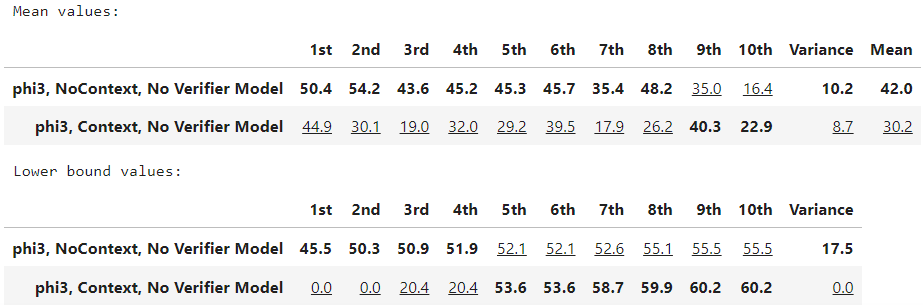 Mean values:
1st 2nd 3rd 4th 5th 6th 7th 8th 9th 10th Variance Mean
phi3, NoContext, No Verifier Model 50.4 54.2 43.6 45.2 45.3 45.7 35.4 48.2 35.0 16.4 10.2 42.0
phi3, Context, No Verifier Model 44.9 30.1 19.0 32.0 29.2 39.5 17.9 26.2 40.3 22.9 8.7 30.2
Lower bound values:
1st 2nd 3rd 4th 5th 6th 7th 8th 9th 10th Variance
phi3, NoContext, No Verifier Model 45.5 50.3 50.9 51.9 52.1 52.1 52.6 55.1 55.5 55.5 17.5
phi3, Context, No Verifier Model 0.0 0.0 20.4 20.4 53.6 53.6 58.7 59.9 60.2 60.2 0.0